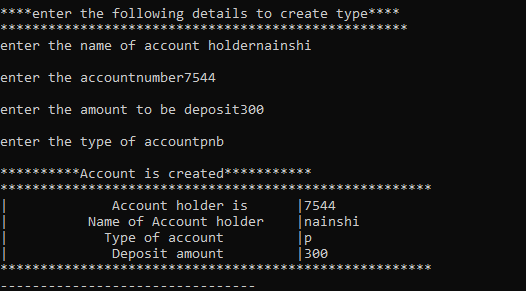 ****enter the following details to create type****
***************************************************
enter the name of account holdernainshi
enter the accountnumber7544
enter the amount to be deposit300
enter the type of accountpnb
**********Account is created***********
******************************************************
| Account holder is |7544
| Name of Account holder |nainshi
| Type of account |p
| Deposit amount |300
******************************************************
--------------------------------